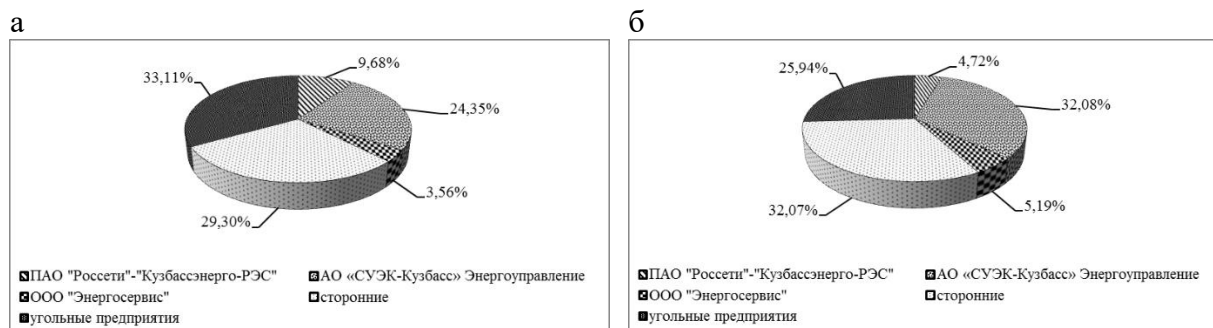 а
33,11%
9,68%
24,35%
3,56%
29,30%
ПАО "Россети"-"Кузбассэнерго-РЭС"
АО «СУЭК-Кузбасс» Энергоуправление
ООО "Энергосервис"
сторонние
угольные предприятия
б
25,94%
4,72%
32,08%
5,19%
32,07%
ПАО "Россети"-"Кузбассэнерго-РЭС"
АО «СУЭК-Кузбасс» Энергоуправление
ООО "Энергосервис"
сторонние
угольные предприятия